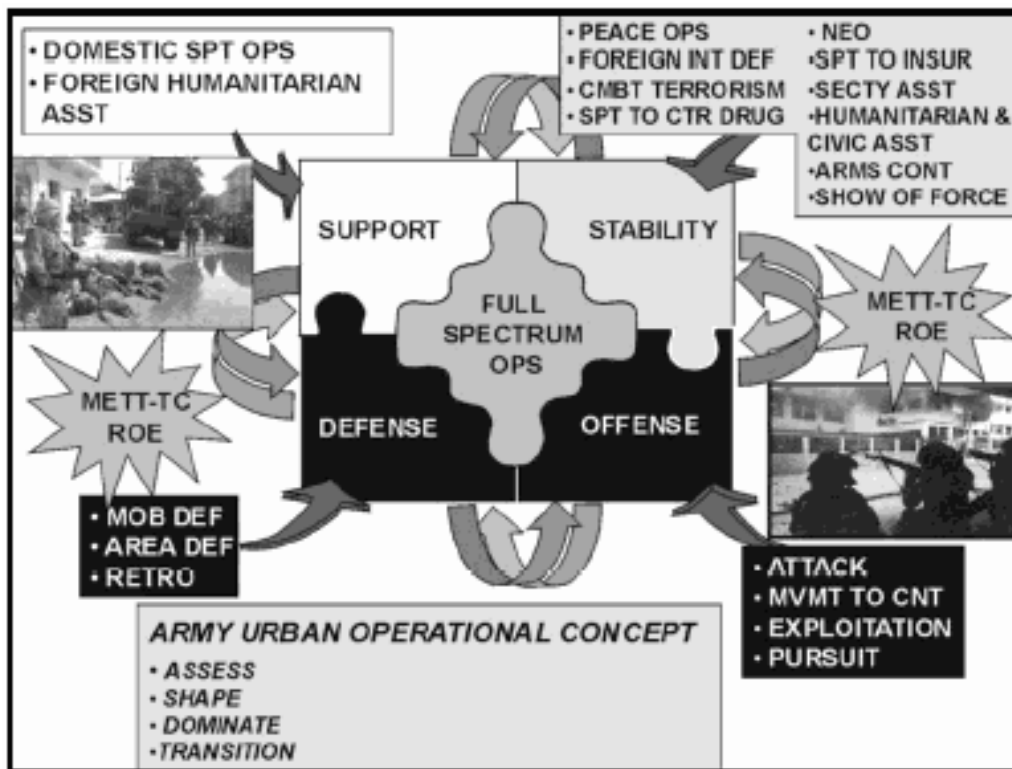 • DOMESTIC SPT OPS
• FOREIGN HUMANITARIAN
ASST
• PEACE OPS
• FOREIGN INT DEF
• CMBT TERRORISM
• SPT TO CTR DRUG
• NEO
• SPT TO INSUR
• SECTY ASST
• HUMANITARIAN &
CIVIC ASST
• ARMS CONT
• SHOW OF FORCE
SUPPORT
STABILITY
FULL
SPECTRUM
OPS
METT-TC
ROE
METT-TC
ROE
DEFENSE
OFFENSE
• MOB DEF
• AREA DEF
• RETRO
• ATTACK
• MVMT TO CNT
• EXPLOITATION
• PURSUIT
ARMY URBAN OPERATIONAL CONCEPT
• ASSESS
• SHAPE
• DOMINATE
•TRANSITION